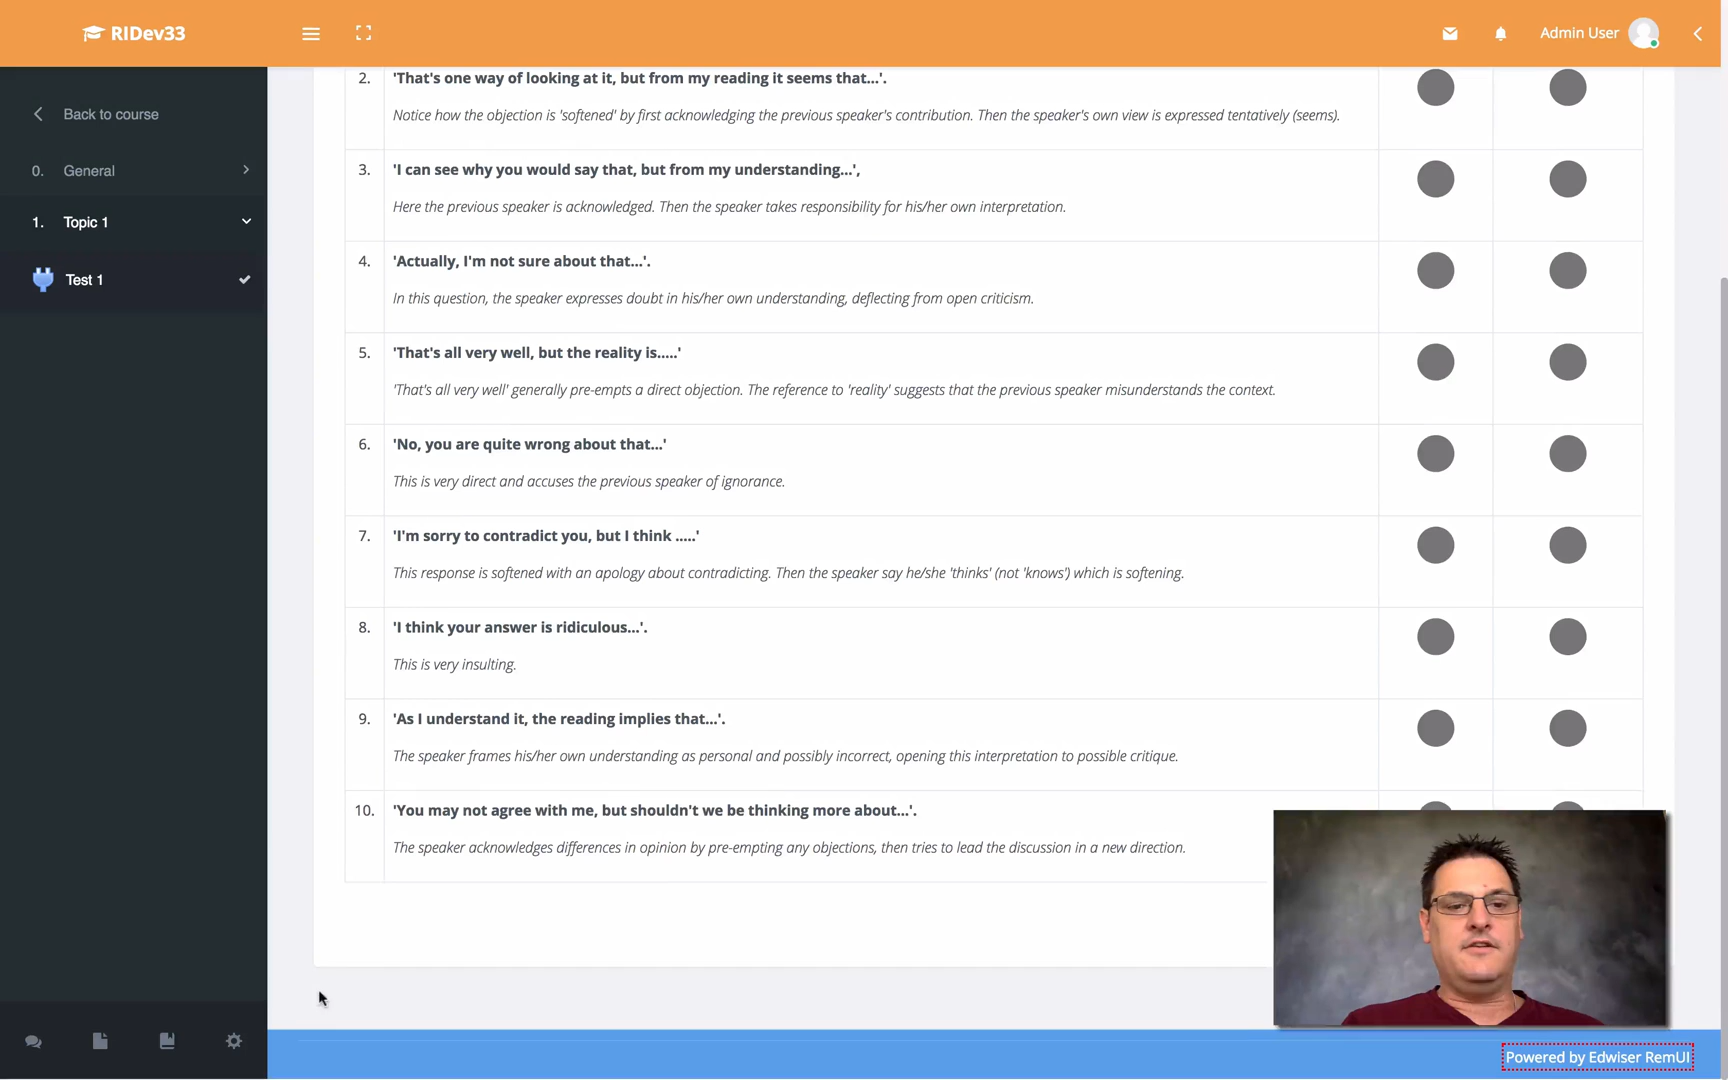 RIDev33
Admin User
Back to course
0. General
1. Topic 1
Test 1
2. 'That's one way of looking at it, but from my reading it seems that...'.
Notice how the objection is 'softened' by first acknowledging the previous speaker's contribution. Then the speaker's own view is expressed tentatively (seems).
3. 'I can see why you would say that, but from my understanding...',
Here the previous speaker is acknowledged. Then the speaker takes responsibility for his/her own interpretation.
4. 'Actually, I'm not sure about that...'.
In this question, the speaker expresses doubt in his/her own understanding, deflecting from open criticism.
5. 'That's all very well, but the reality is.....'
'That's all very well' generally pre-empts a direct objection. The reference to 'reality' suggests that the previous speaker misunderstands the context.
6. 'No, you are quite wrong about that...'
This is very direct and accuses the previous speaker of ignorance.
7. 'I'm sorry to contradict you, but I think .....'
This response is softened with an apology about contradicting. Then the speaker say he/she 'thinks' (not 'knows') which is softening.
8. 'I think your answer is ridiculous...'.
This is very insulting.
9. 'As I understand it, the reading implies that...'.
The speaker frames his/her own understanding as personal and possibly incorrect, opening this interpretation to possible critique.
10. 'You may not agree with me, but shouldn't we be thinking more about...'.
The speaker acknowledges differences in opinion by pre-empting any objections, then tries to lead the discussion in a new direction.
Powered by Edwiser RemUI